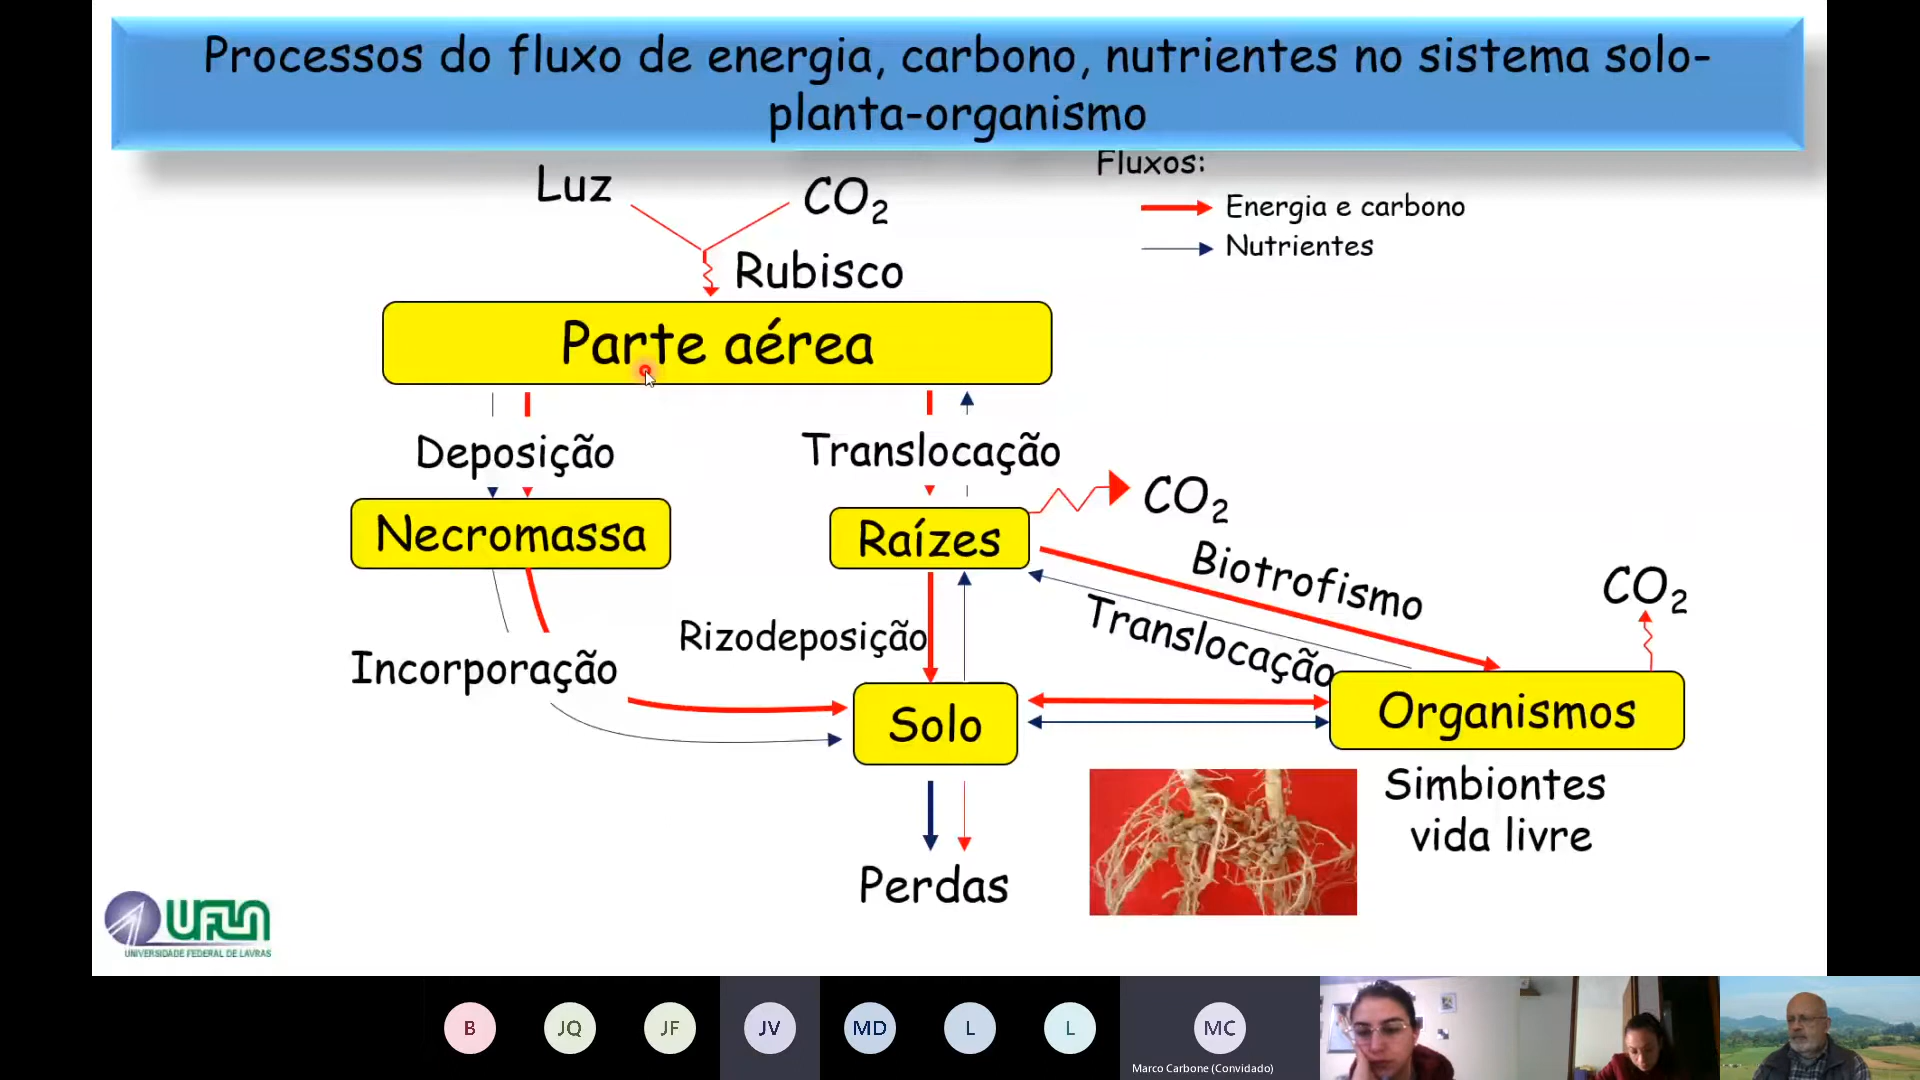 Processos do fluxo de energia, carbono, nutrientes no sistema solo-
planta-organismo
Fluxos:
Luz
CO₂
Energia e carbono
Nutrientes
Rubisco
Parte aérea
Deposição
Translocação
CO₂
Necromassa
Raízes
Biotrofismo
CO₂
Translocação
Rizodeposição
Incorporação
Solo
Organismos
Simbiontes
vida livre
Perdas
UFLA
UNIVERSIDADE FEDERAL DE LAVRAS
B
JQ
JF
JV
MD
L
L
MC
Marco Carbone (Convidado)